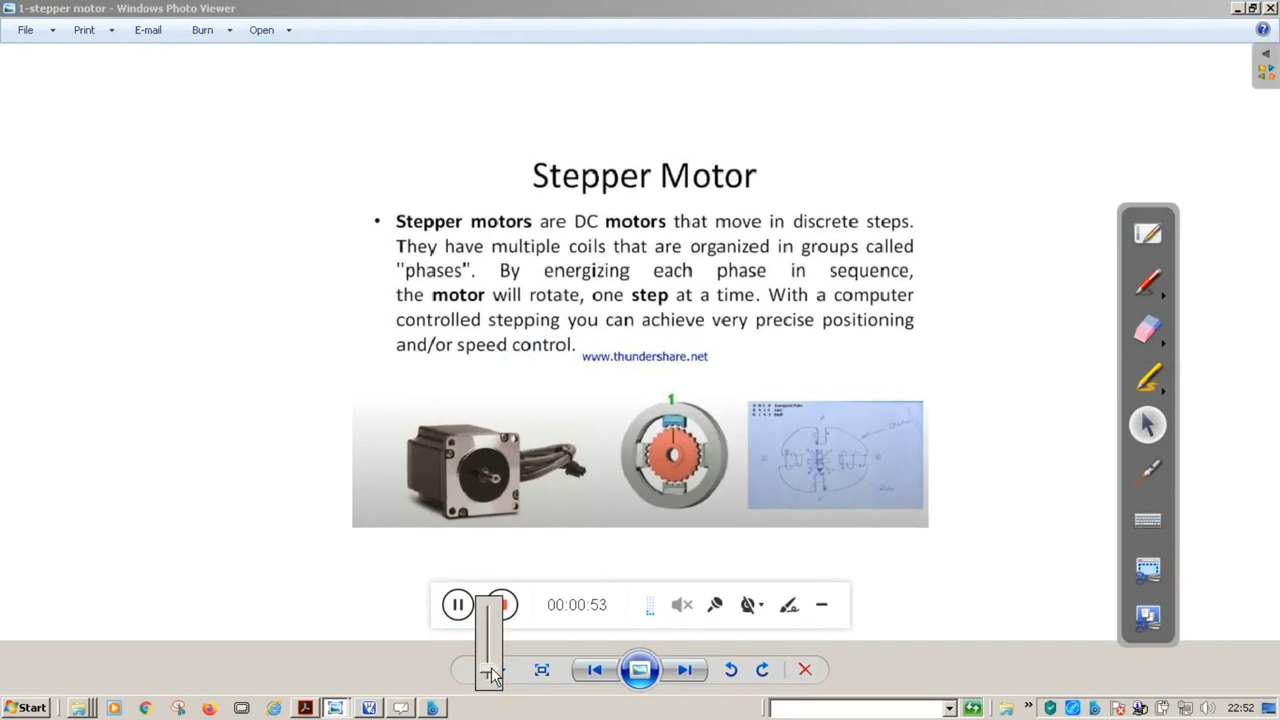 1-stepper motor - Windows Photo Viewer
File Print E-mail Burn Open
Stepper Motor
• Stepper motors are DC motors that move in discrete steps.
They have multiple coils that are organized in groups called
"phases". By energizing each phase in sequence,
the motor will rotate, one step at a time. With a computer
controlled stepping you can achieve very precise positioning
and/or speed control.
www.thundershare.net
1
00:00:53
Start
22:52